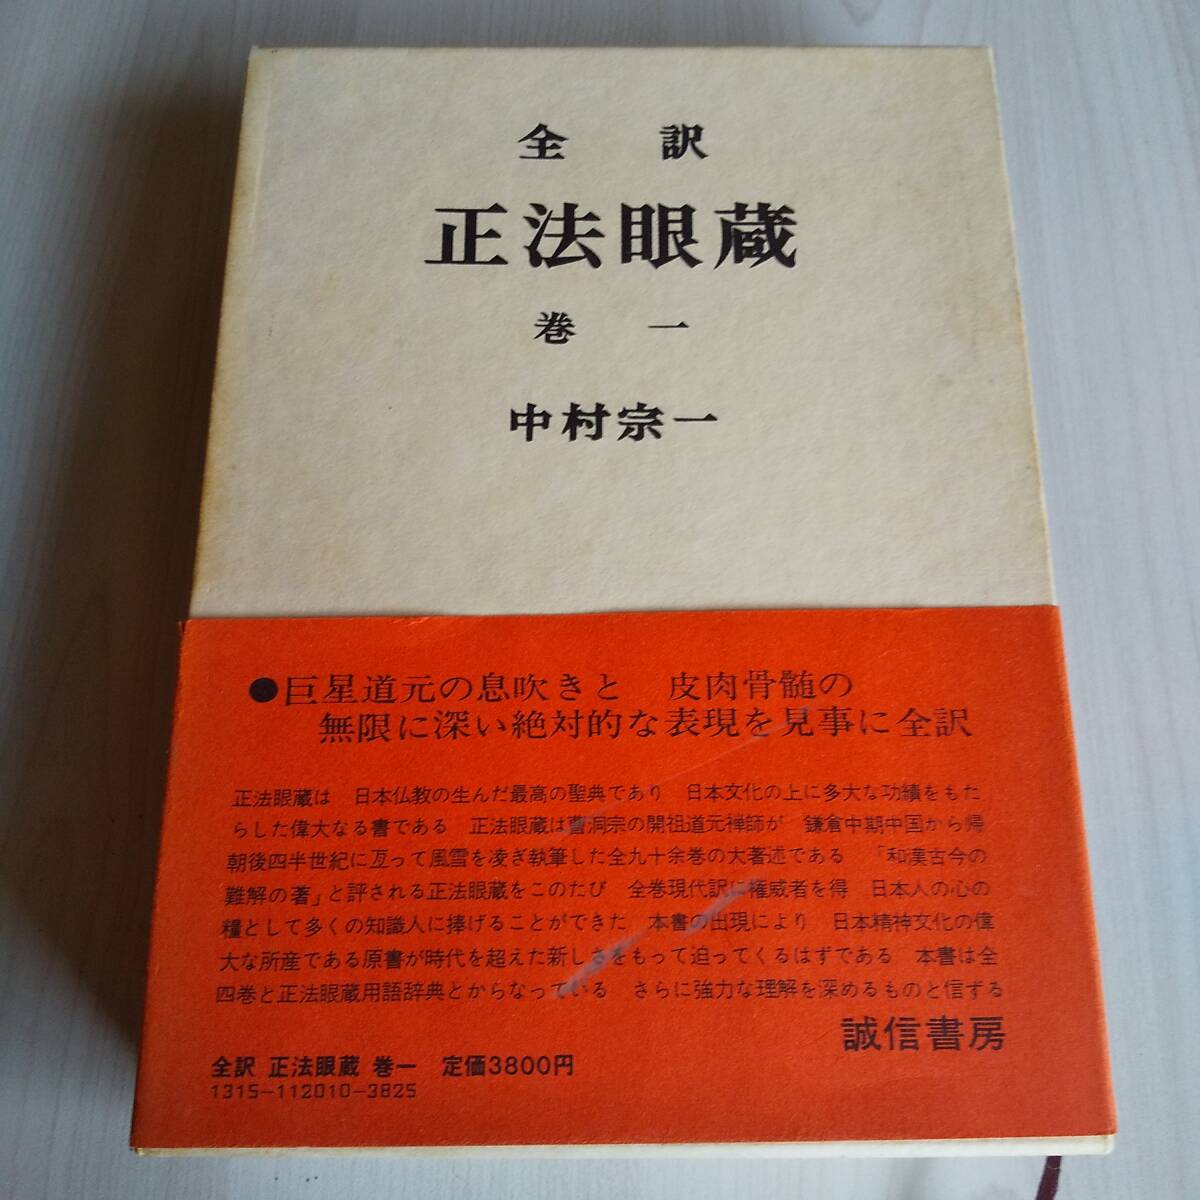 全訳
正法眼蔵
巻一
中村宗一
●巨星道元の息吹きと　皮肉骨髄の
無限に深い絶対的な表現を見事に全訳
正法眼蔵は　日本仏教の生んだ最高の聖典であり　日本文化の上に多大な功績をもた
らした偉大なる書である　正法眼蔵は曹洞宗の開祖道元禅師が　鎌倉中期中国から帰
朝後四半世紀に亙って風雪を凌ぎ執筆した全九十余巻の大著述である　「和漢古今の
難解の著」と評される正法眼蔵をこのたび　全巻現代訳に権威者を得　日本人の心の
糧として多くの知識人に捧げることができた　本書の出現により　日本精神文化の偉
大な所産である原書が時代を超えた新しさをもって迫ってくるはずである　本書は全
四巻と正法眼蔵用語辞典とからなっている　さらに強力な理解を深めるものと信ずる
誠信書房
全訳 正法眼蔵 巻一　定価3800円
1315-112010-3825